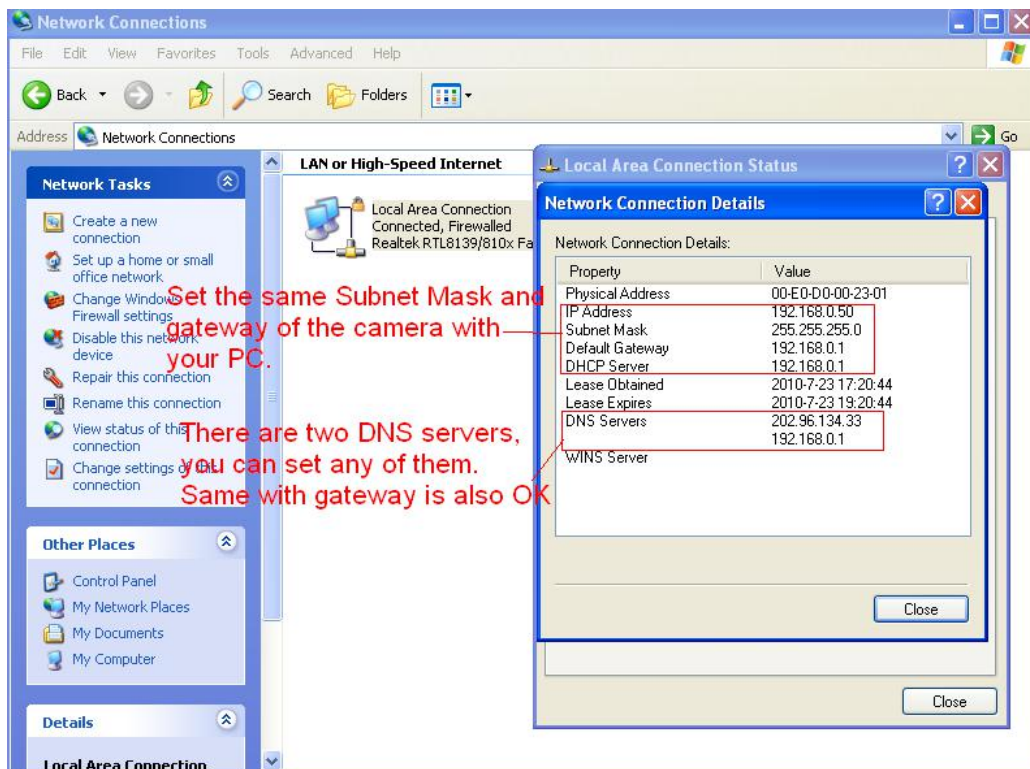 Network Connections
File Edit View Favorites Tools Advanced Help
Back Search Folders
Address Network Connections Go
Network Tasks
Create a new
connection
Set up a home or small
office network
Change Windows
Firewall settings
Disable this network
device
Repair this connection
Rename this connection
View status of this
connection
Change settings of this
connection
Other Places
Control Panel
My Network Places
My Documents
My Computer
Details
Local Area Connection
LAN or High-Speed Internet
Local Area Connection
Connected, Firewalled
Realtek RTL8139/810x Fa
Set the same Subnet Mask and
gateway of the camera with
your PC.
There are two DNS servers,
you can set any of them.
Same with gateway is also OK
Local Area Connection Status
Network Connection Details
Network Connection Details:
Property Value
Physical Address 00-E0-D0-00-23-01
IP Address 192.168.0.50
Subnet Mask 255.255.255.0
Default Gateway 192.168.0.1
DHCP Server 192.168.0.1
Lease Obtained 2010-7-23 17:20:44
Lease Expires 2010-7-23 19:20:44
DNS Servers 202.96.134.33
192.168.0.1
WINS Server
Close
Close